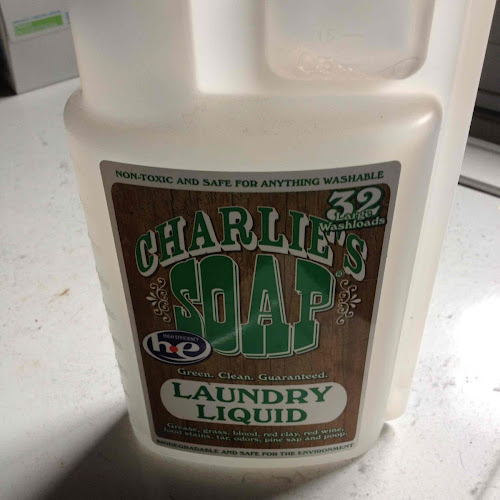 NON-TOXIC AND SAFE FOR ANYTHING WASHABLE
32
Large
Washloads
CHARLIE'S
SOAP®
HIGH EFFICIENCY
he
Green. Clean. Guaranteed.
LAUNDRY
LIQUID
Grease, grass, blood, red clay, red wine,
food stains, tar, odors, pine sap and poop.
BIODEGRADABLE AND SAFE FOR THE ENVIRONMENT